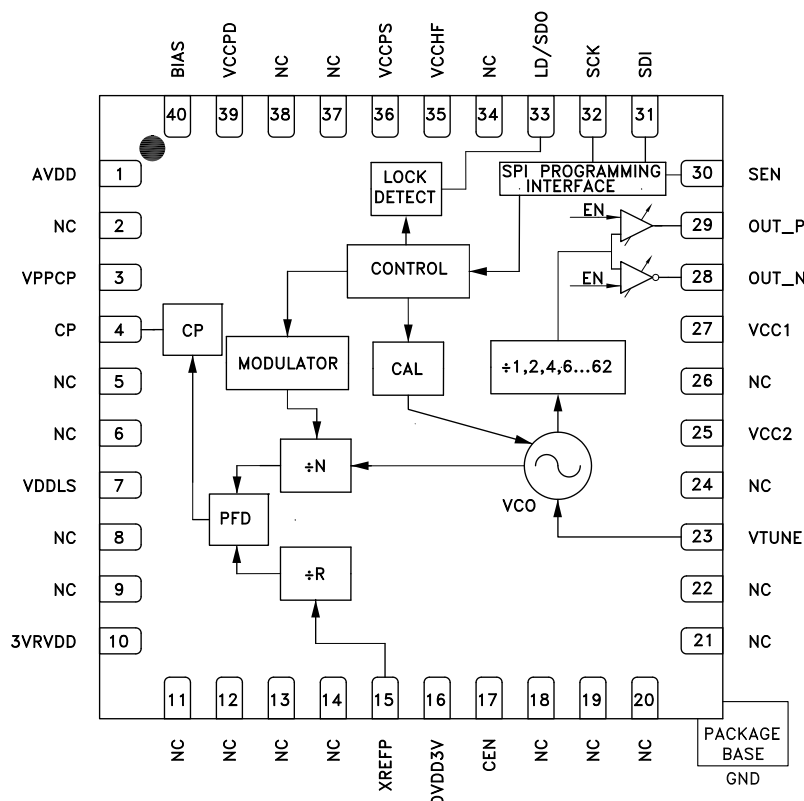 BIAS
VCCPD
NC
NC
VCCPS
VCCHF
NC
LD/SDO
SCK
SDI
40
39
38
37
36
35
34
33
32
31
AVDD
1
NC
2
VPPCP
3
CP
4
NC
5
NC
6
VDDLS
7
NC
8
NC
9
3VRVDD
10
LOCK
DETECT
SPI PROGRAMMING
INTERFACE
CONTROL
EN
EN
CP
MODULATOR
CAL
÷1,2,4,6...62
÷N
VCO
PFD
÷R
30
SEN
29
OUT_P
28
OUT_N
27
VCC1
26
NC
25
VCC2
24
NC
23
VTUNE
22
NC
21
NC
11
12
13
14
15
16
17
18
19
20
NC
NC
NC
NC
XREFP
DVDD3V
CEN
NC
NC
NC
PACKAGE
BASE
GND